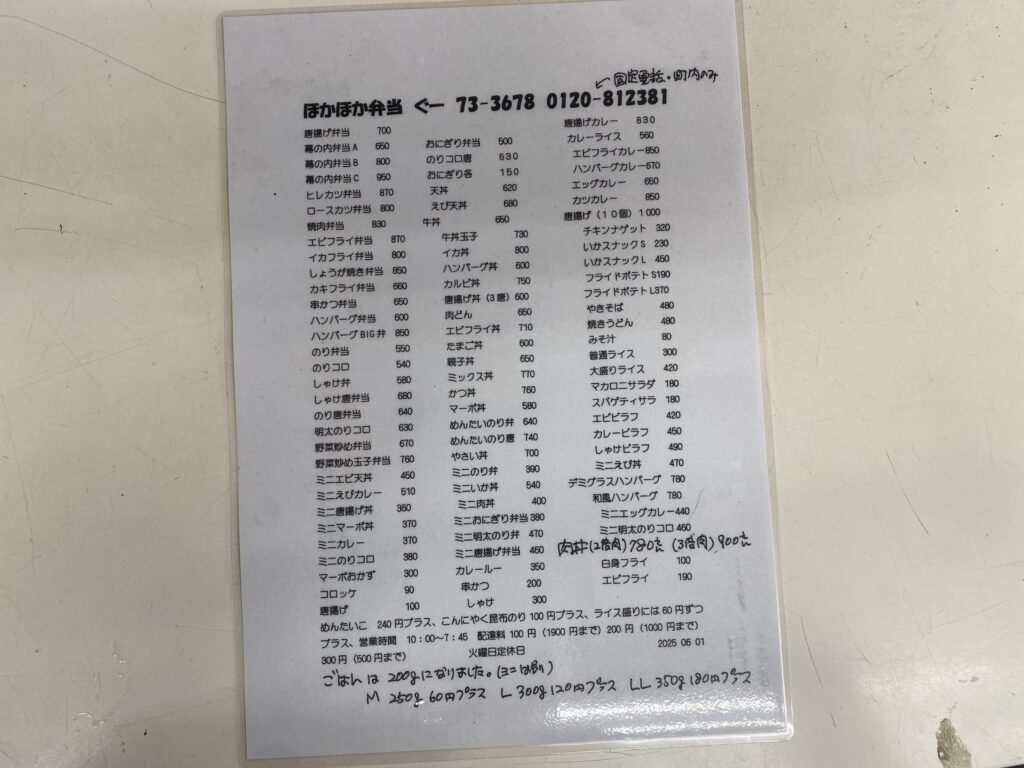 ←固定電話・町内のみ
ほかほか弁当 ぐー 73-3678 0120-812381
唐揚げ弁当 700
幕の内弁当A 650
幕の内弁当B 800
幕の内弁当C 950
ヒレカツ弁当 870
ロースカツ弁当 800
焼肉弁当 830
エビフライ弁当 870
イカフライ弁当 800
しょうが焼き弁当 850
カキフライ弁当 660
串かつ弁当 650
ハンバーグ弁当 600
ハンバーグBIG弁 850
のり弁当 550
のりコロ 540
しゃけ弁 580
しゃけ唐弁当 680
のり唐弁当 640
明太のりコロ 630
野菜炒め弁当 670
野菜炒め玉子弁当 760
ミニエビ天丼 450
ミニえびカレー 510
ミニ唐揚げ丼 360
ミニマーボ丼 370
ミニカレー 370
ミニのりコロ 380
マーボおかず 300
コロッケ 90
唐揚げ 100
おにぎり弁当 500
のりコロ唐 630
おにぎり各 150
天丼 620
えび天丼 680
牛丼 650
牛丼玉子 730
イカ丼 800
ハンバーグ丼 600
カルビ丼 750
唐揚げ丼（3唐）600
肉どん 650
エビフライ丼 710
たまご丼 600
親子丼 650
ミックス丼 770
かつ丼 760
マーボ丼 580
めんたいのり弁 640
めんたいのり唐 740
やさい丼 700
ミニのり弁 390
ミニいか丼 540
ミニ肉丼 400
ミニおにぎり弁当380
ミニ明太のり弁 470
ミニ唐揚げ弁当 460
カレールー 350
串かつ 200
しゃけ 300
唐揚げカレー 830
カレーライス 560
エビフライカレー850
ハンバーグカレー670
エッグカレー 650
カツカレー 850
唐揚げ（10個）1000
チキンナゲット 320
いかスナックS 230
いかスナックL 450
フライドポテトS190
フライドポテトL370
やきそば 480
焼きうどん 480
みそ汁 80
普通ライス 300
大盛りライス 420
マカロニサラダ 180
スパゲティサラ 180
エビピラフ 420
カレーピラフ 450
しゃけピラフ 490
ミニえび丼 470
デミグラスハンバーグ 780
和風ハンバーグ 780
ミニエッグカレー440
ミニ明太のりコロ460
肉丼(2倍肉)780円 (3倍肉)900円
白身フライ 100
エビフライ 190
めんたいこ 240円プラス、こんにやく昆布のり100円プラス、ライス盛りには60円ずつ
プラス、営業時間 10：00～7：45 配達料100円（1900円まで）200円（1000円まで）
300円（500円まで） 火曜日定休日 2025 06 01
ごはんは200gになりました。(ミニは別)
M 250g 60円プラス L 300g 120円プラス LL 350g 180円プラス